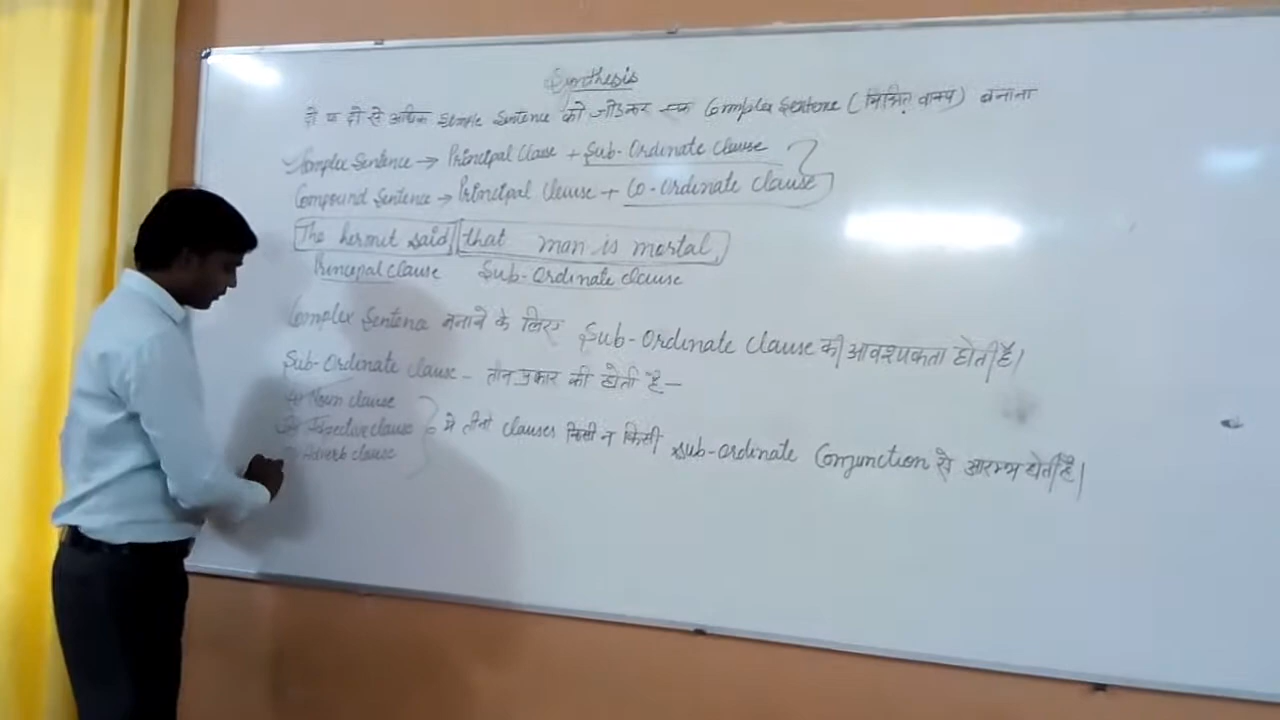 Synthesis
दो या दो से अधिक Simple Sentence को जोडकर एक Complex Sentence (मिश्रित वाक्य) बनाना
Complex Sentence → Principal Clause + Sub-Ordinate Clause
Compound Sentence → Principal Clause + Co-Ordinate Clause
The hermit said that man is mortal,
Principal Clause Sub-Ordinate Clause
Complex Sentence बनाने के लिए Sub-Ordinate Clause की आवश्यकता होती है।
Sub-Ordinate Clause - तीन प्रकार की होती है -
Noun clause
Adjective clause
Adverb clause
ये तीनों clauses किसी न किसी sub-ordinate Conjunction से आरम्भ होती है।